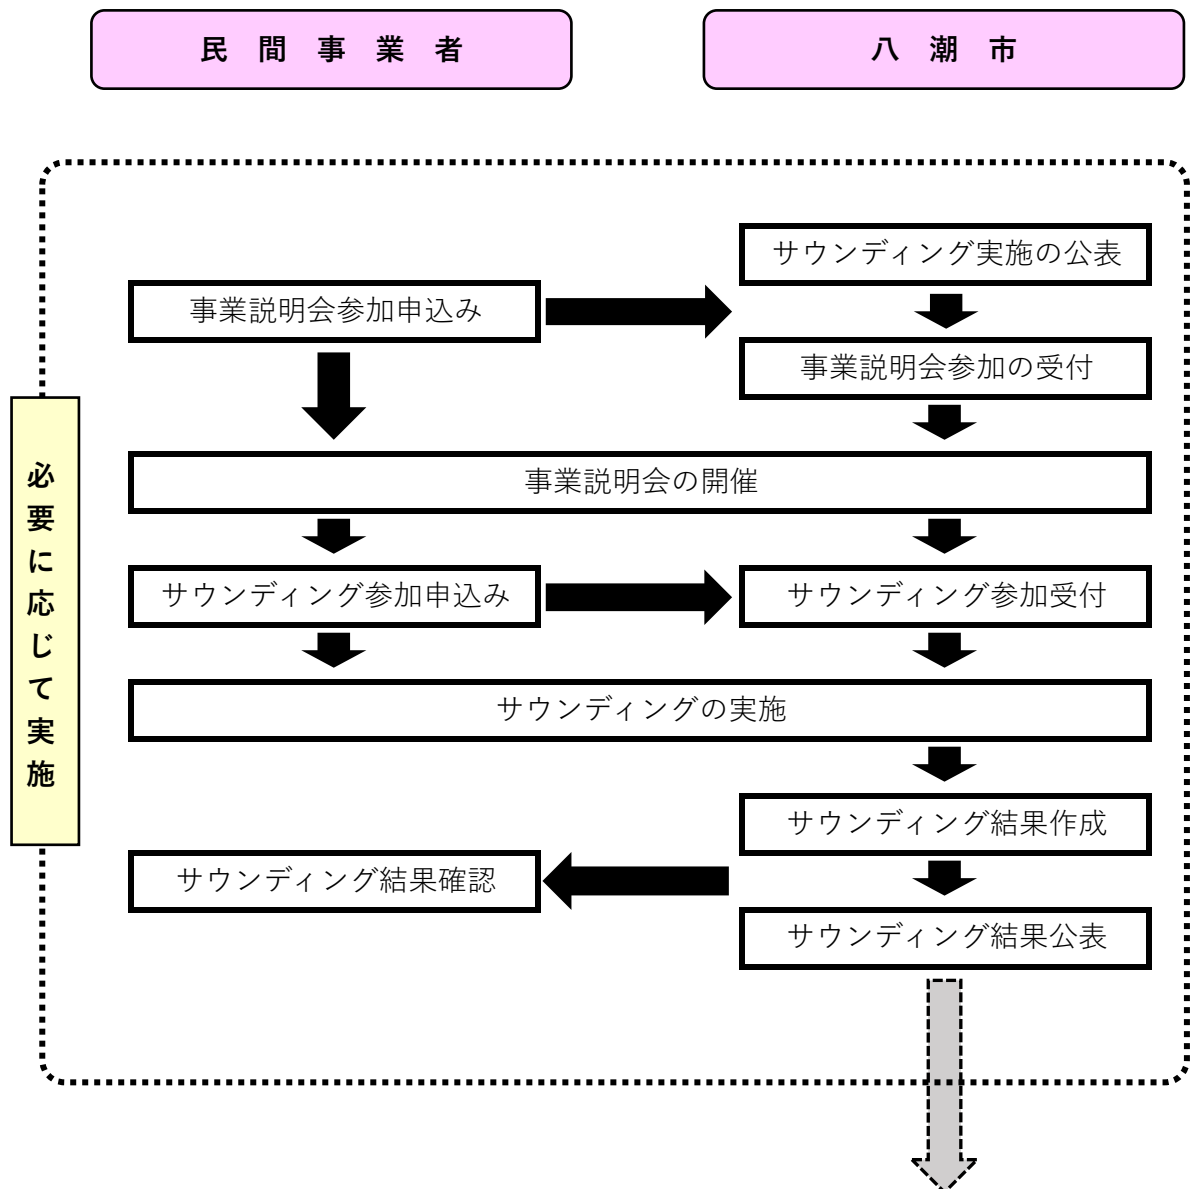 民間事業者
八潮市
サウンディング実施の公表
事業説明会参加申込み
事業説明会参加の受付
事業説明会の開催
必要に応じて実施
サウンディング参加申込み
サウンディング参加受付
サウンディングの実施
サウンディング結果作成
サウンディング結果確認
サウンディング結果公表